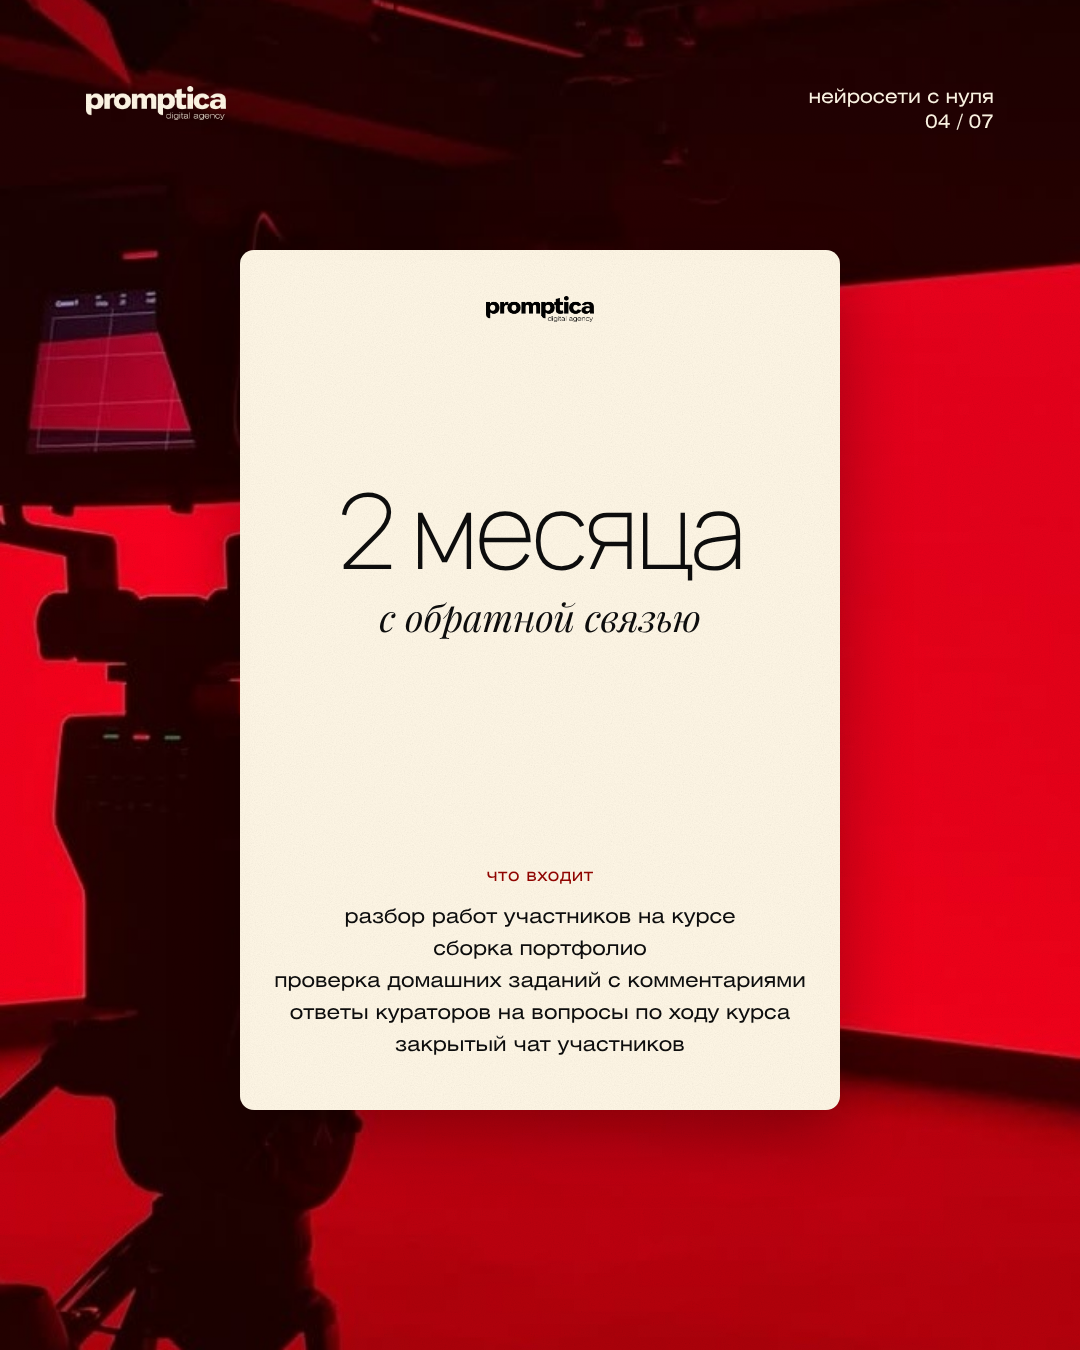 promptica
digital agency
нейросети с нуля
04 / 07
promptica
digital agency
2 месяца
с обратной связью
что входит
разбор работ участников на курсе
сборка портфолио
проверка домашних заданий с комментариями
ответы кураторов на вопросы по ходу курса
закрытый чат участников